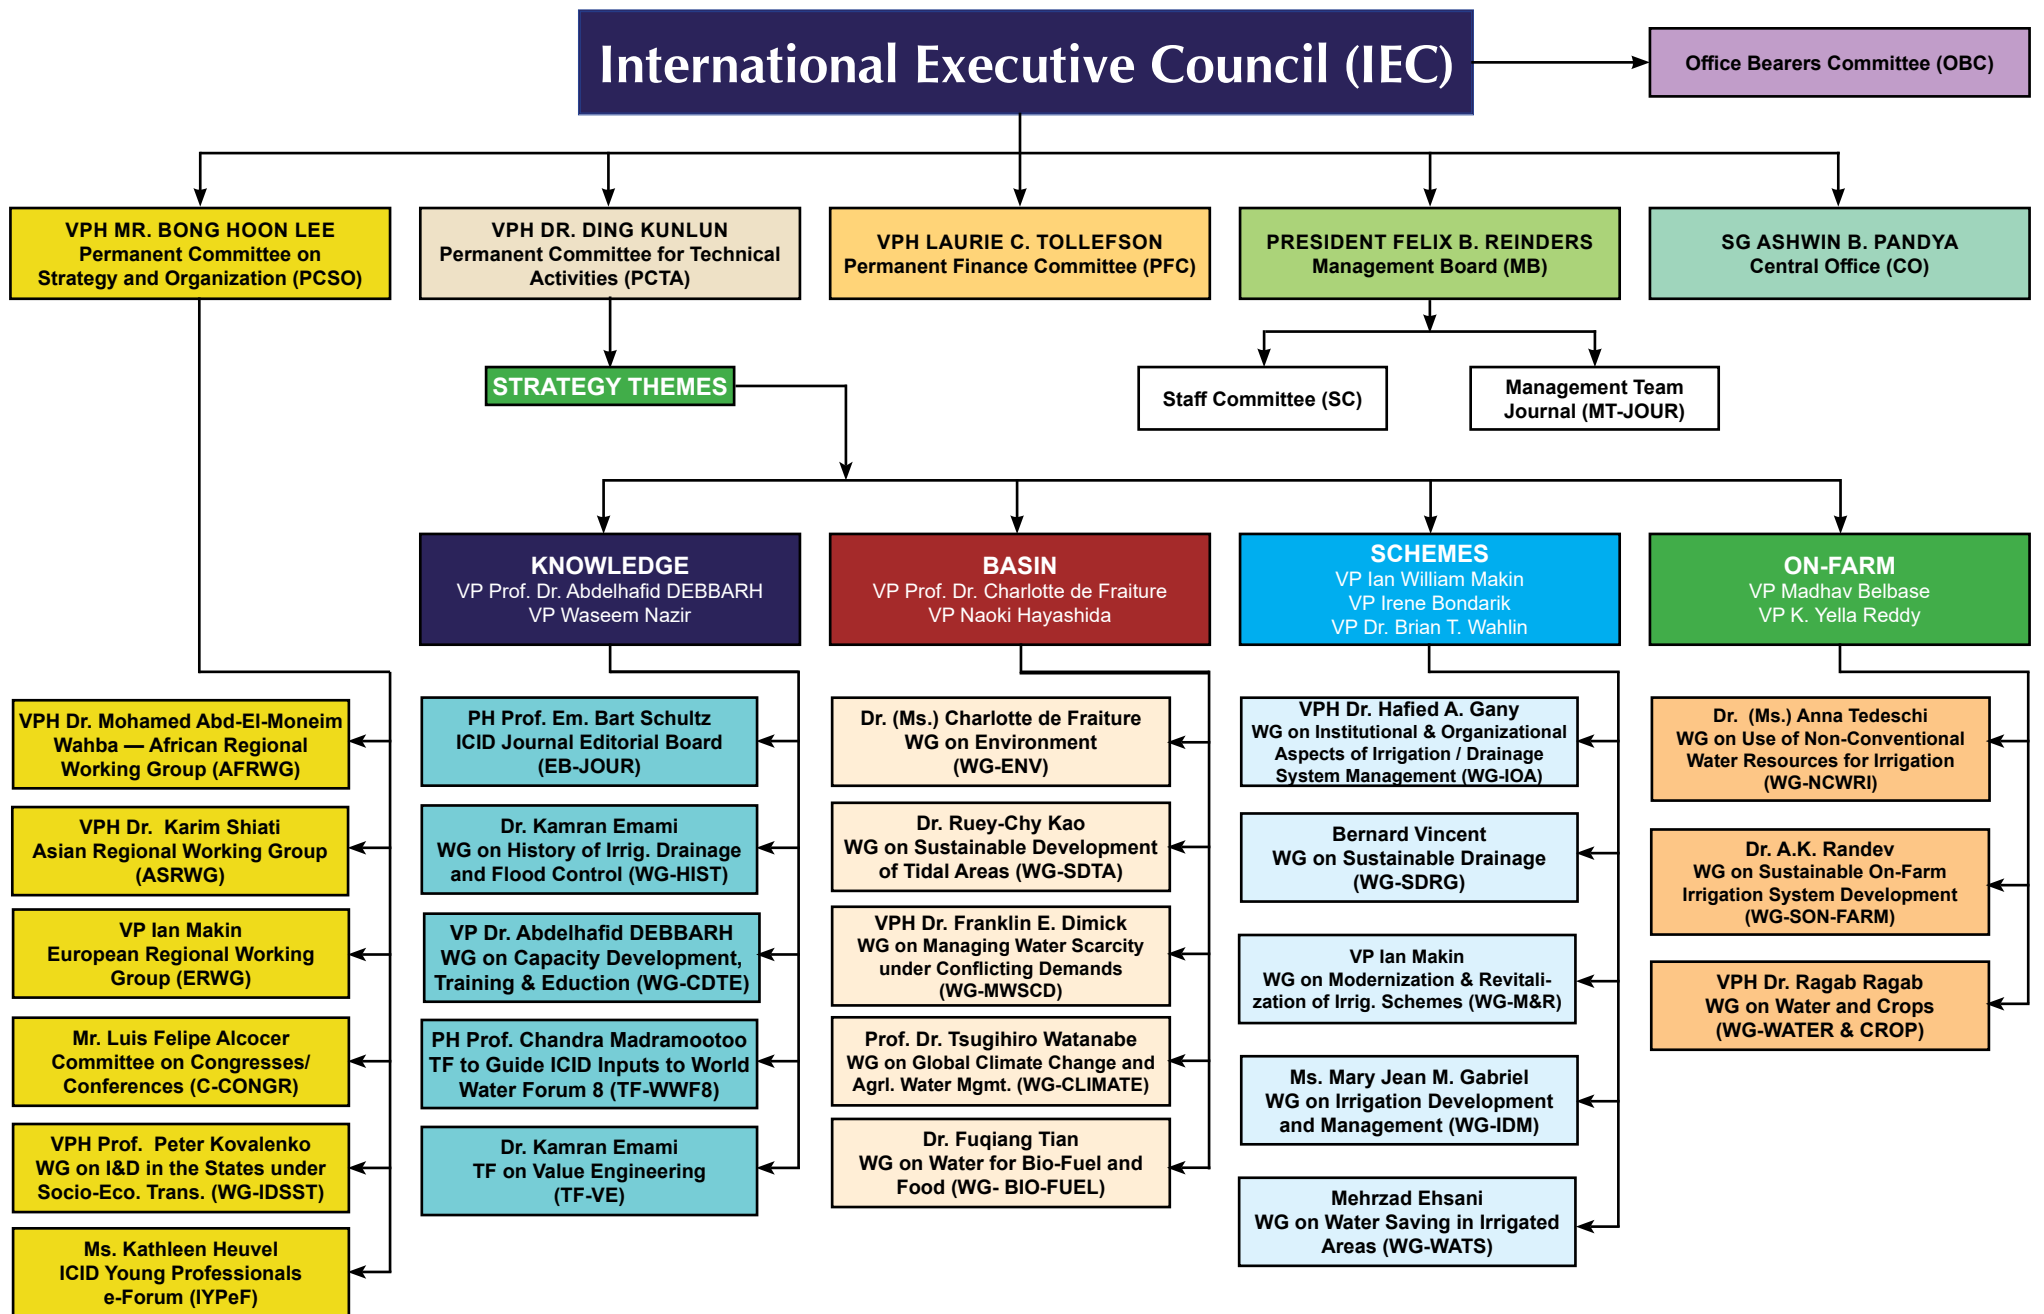 International Executive Council (IEC)
Office Bearers Committee (OBC)
VPH MR. BONG HOON LEE
Permanent Committee on
Strategy and Organization (PCSO)
VPH DR. DING KUNLUN
Permanent Committee for Technical
Activities (PCTA)
VPH LAURIE C. TOLLEFSON
Permanent Finance Committee (PFC)
PRESIDENT FELIX B. REINDERS
Management Board (MB)
SG ASHWIN B. PANDYA
Central Office (CO)
STRATEGY THEMES
Staff Committee (SC)
Management Team
Journal (MT-JOUR)
KNOWLEDGE
VP Prof. Dr. Abdelhafid DEBBARH
VP Waseem Nazir
BASIN
VP Prof. Dr. Charlotte de Fraiture
VP Naoki Hayashida
SCHEMES
VP Ian William Makin
VP Irene Bondarik
VP Dr. Brian T. Wahlin
ON-FARM
VP Madhav Belbase
VP K. Yella Reddy
VPH Dr. Mohamed Abd-El-Moneim
Wahba — African Regional
Working Group (AFRWG)
VPH Dr. Karim Shiati
Asian Regional Working Group
(ASRWG)
VP Ian Makin
European Regional Working
Group (ERWG)
Mr. Luis Felipe Alcocer
Committee on Congresses/
Conferences (C-CONGR)
VPH Prof. Peter Kovalenko
WG on I&D in the States under
Socio-Eco. Trans. (WG-IDSST)
Ms. Kathleen Heuvel
ICID Young Professionals
e-Forum (IYPeF)
PH Prof. Em. Bart Schultz
ICID Journal Editorial Board
(EB-JOUR)
Dr. Kamran Emami
WG on History of Irrig. Drainage
and Flood Control (WG-HIST)
VP Dr. Abdelhafid DEBBARH
WG on Capacity Development,
Training & Eduction (WG-CDTE)
PH Prof. Chandra Madramootoo
TF to Guide ICID Inputs to World
Water Forum 8 (TF-WWF8)
Dr. Kamran Emami
TF on Value Engineering
(TF-VE)
Dr. (Ms.) Charlotte de Fraiture
WG on Environment
(WG-ENV)
Dr. Ruey-Chy Kao
WG on Sustainable Development
of Tidal Areas (WG-SDTA)
VPH Dr. Franklin E. Dimick
WG on Managing Water Scarcity
under Conflicting Demands
(WG-MWSCD)
Prof. Dr. Tsugihiro Watanabe
WG on Global Climate Change and
Agrl. Water Mgmt. (WG-CLIMATE)
Dr. Fuqiang Tian
WG on Water for Bio-Fuel and
Food (WG- BIO-FUEL)
VPH Dr. Hafied A. Gany
WG on Institutional & Organizational
Aspects of Irrigation / Drainage
System Management (WG-IOA)
Bernard Vincent
WG on Sustainable Drainage
(WG-SDRG)
VP Ian Makin
WG on Modernization & Revitali-
zation of Irrig. Schemes (WG-M&R)
Ms. Mary Jean M. Gabriel
WG on Irrigation Development
and Management (WG-IDM)
Mehrzad Ehsani
WG on Water Saving in Irrigated
Areas (WG-WATS)
Dr. (Ms.) Anna Tedeschi
WG on Use of Non-Conventional
Water Resources for Irrigation
(WG-NCWRI)
Dr. A.K. Randev
WG on Sustainable On-Farm
Irrigation System Development
(WG-SON-FARM)
VPH Dr. Ragab Ragab
WG on Water and Crops
(WG-WATER & CROP)